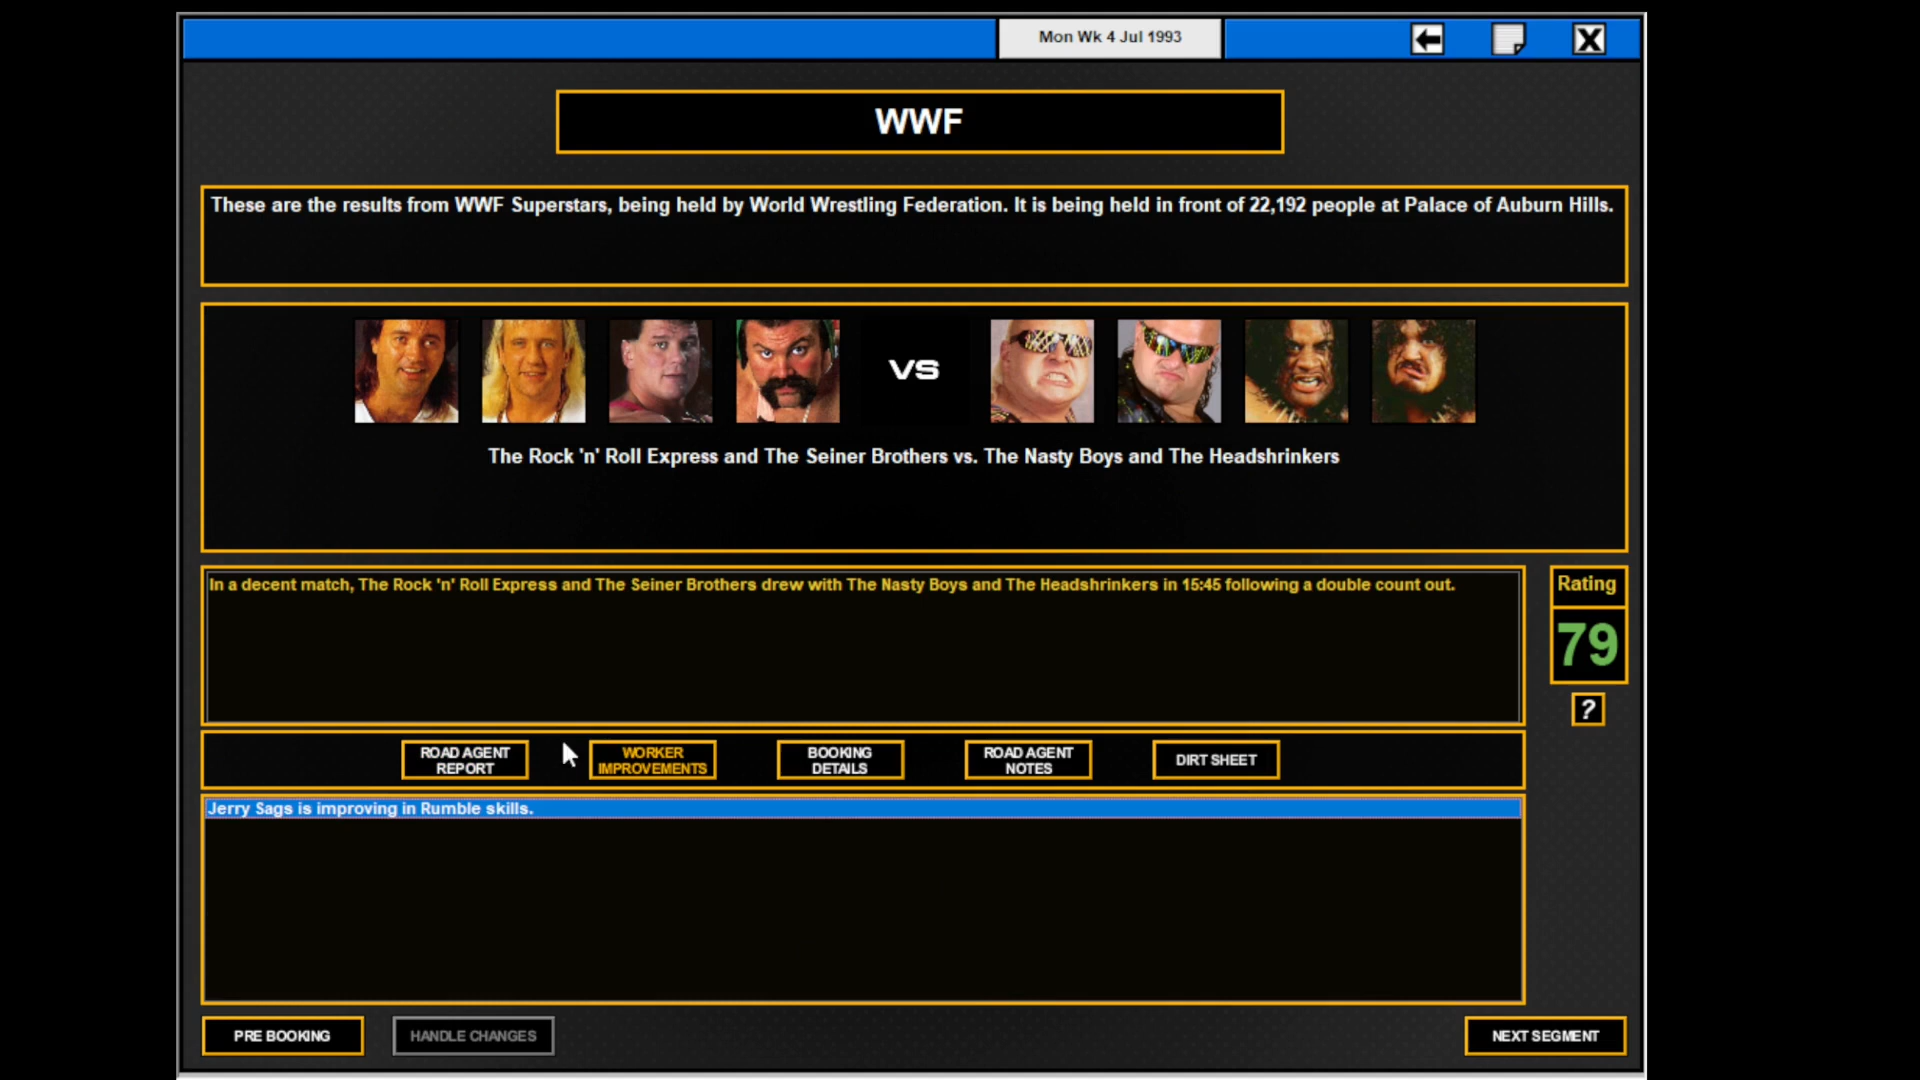 Mon Wk 4 Jul 1993
WWF
These are the results from WWF Superstars, being held by World Wrestling Federation. It is being held in front of 22,192 people at Palace of Auburn Hills.
VS
The Rock 'n' Roll Express and The Seiner Brothers vs. The Nasty Boys and The Headshrinkers
In a decent match, The Rock 'n' Roll Express and The Seiner Brothers drew with The Nasty Boys and The Headshrinkers in 15:45 following a double count out.
Rating
79
?
ROAD AGENT
REPORT
WORKER
IMPROVEMENTS
BOOKING
DETAILS
ROAD AGENT
NOTES
DIRT SHEET
Jerry Sags is improving in Rumble skills.
PRE BOOKING
HANDLE CHANGES
NEXT SEGMENT